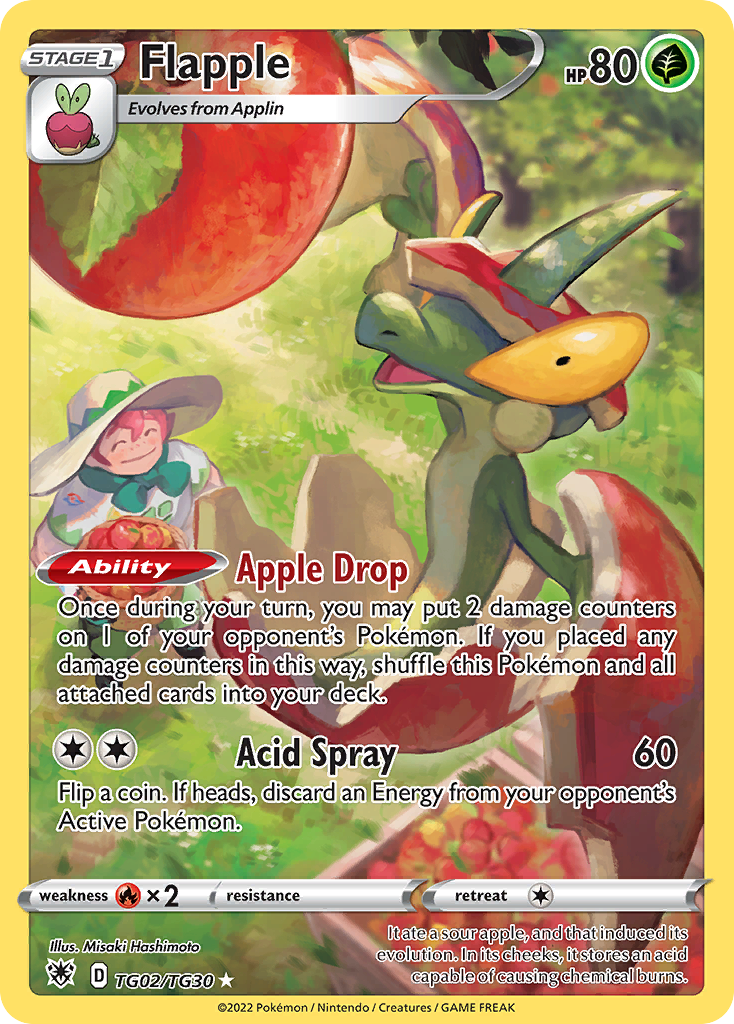 STAGE 1
Flapple
HP 80
Evolves from Applin
Ability
Apple Drop
Once during your turn, you may put 2 damage counters
on 1 of your opponent's Pokémon. If you placed any
damage counters in this way, shuffle this Pokémon and all
attached cards into your deck.
Acid Spray 60
Flip a coin. If heads, discard an Energy from your opponent's
Active Pokémon.
weakness ×2 resistance retreat
It ate a sour apple, and that induced its
evolution. In its cheeks, it stores an acid
capable of causing chemical burns.
Illus. Misaki Hashimoto
D TG02/TG30 ★
©2022 Pokémon / Nintendo / Creatures / GAME FREAK